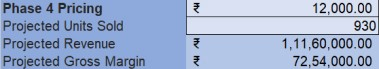 Phase 4 Pricing ₹ 12,000.00
Projected Units Sold 930
Projected Revenue ₹ 1,11,60,000.00
Projected Gross Margin ₹ 72,54,000.00